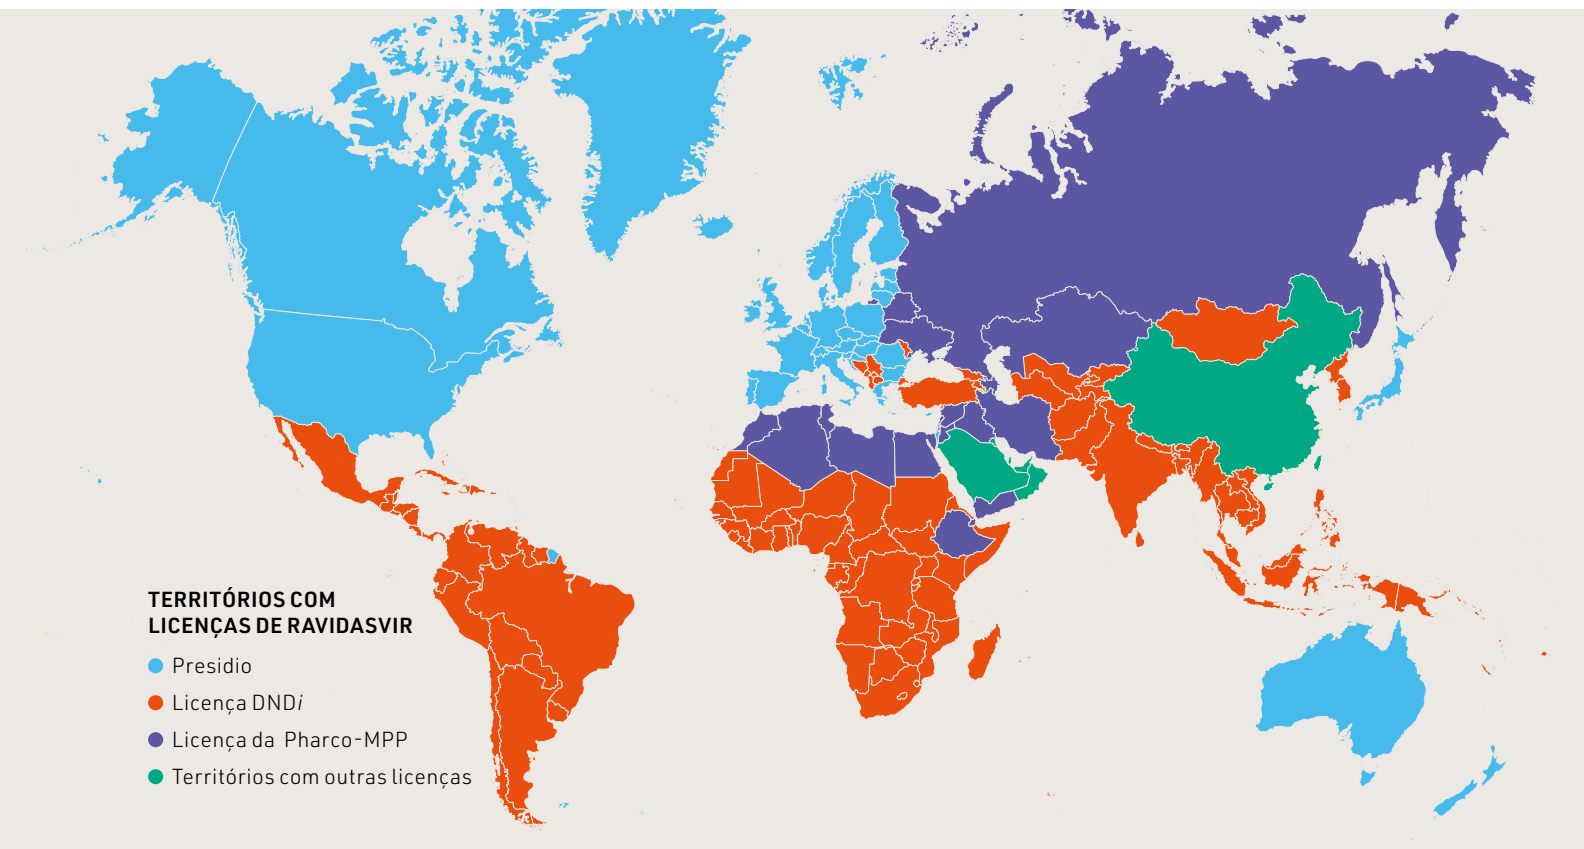 TERRITÓRIOS COM
LICENÇAS DE RAVIDASVIR
Presidio
Licença DNDi
Licença da Pharco-MPP
Territórios com outras licenças